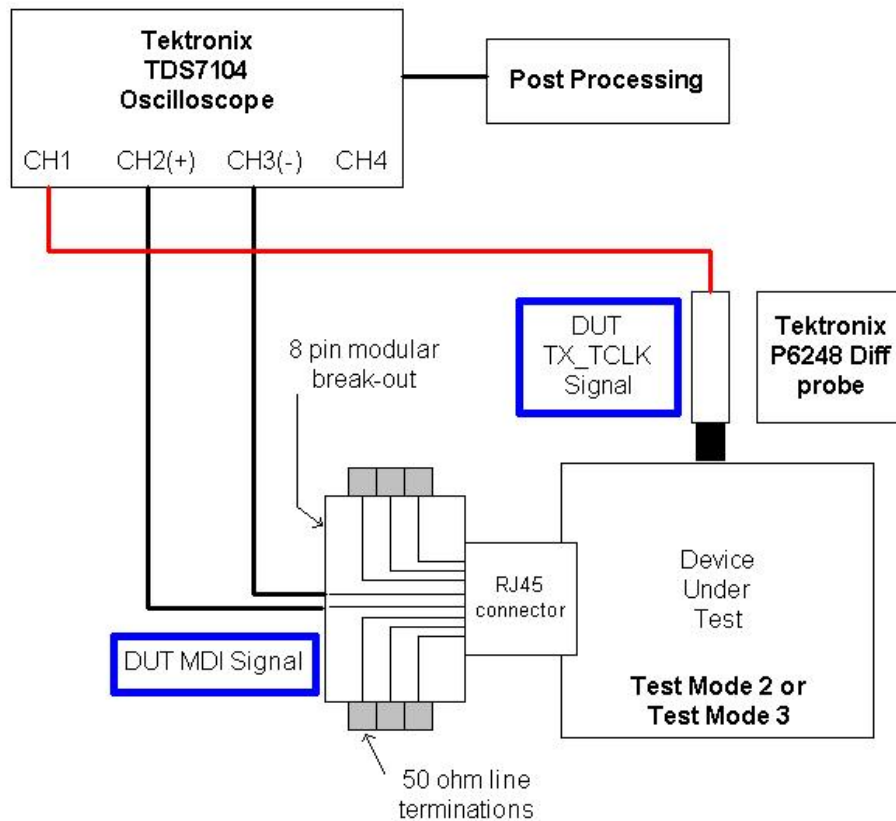 Tektronix
TDS7104
Oscilloscope
CH1 CH2(+) CH3(-) CH4
Post Processing
8 pin modular
break-out
DUT
TX_TCLK
Signal
Tektronix
P6248 Diff
probe
RJ45
connector
Device
Under
Test
Test Mode 2 or
Test Mode 3
DUT MDI Signal
50 ohm line
terminations